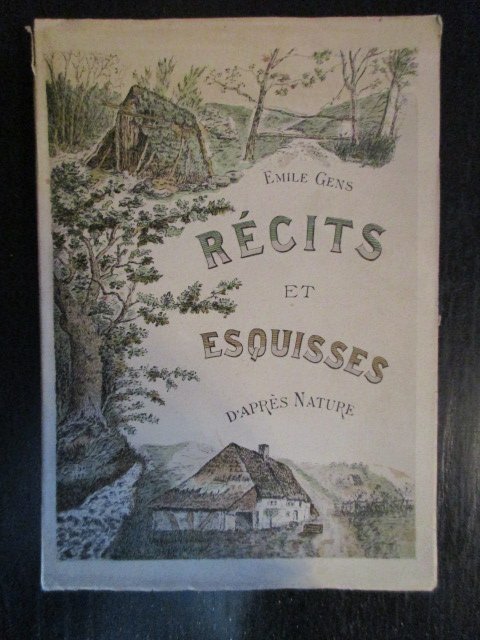 EMILE GENS
RÉCITS
ET
ESQUISSES
D'APRÈS NATURE